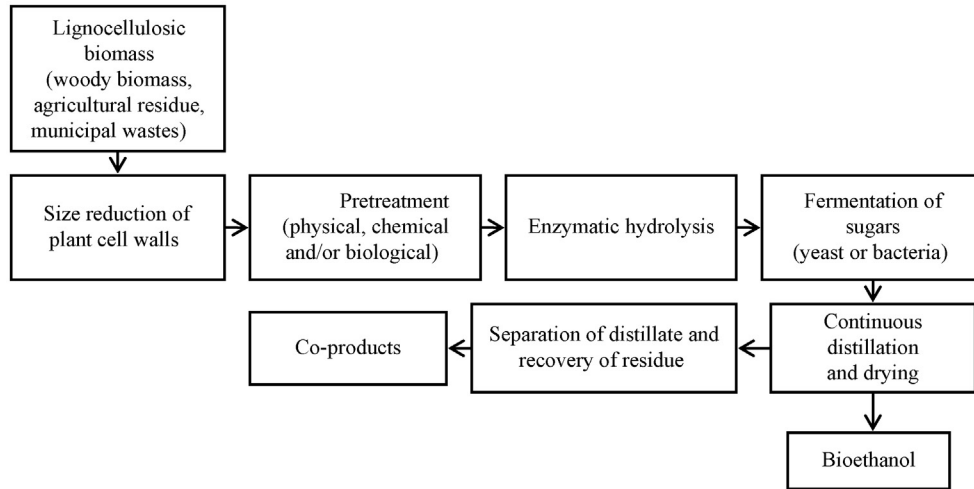 Lignocellulosic
biomass
(woody biomass,
agricultural residue,
municipal wastes)
Size reduction of
plant cell walls
Pretreatment
(physical, chemical
and/or biological)
Enzymatic hydrolysis
Fermentation of
sugars
(yeast or bacteria)
Continuous
distillation
and drying
Separation of distillate and
recovery of residue
Co-products
Bioethanol